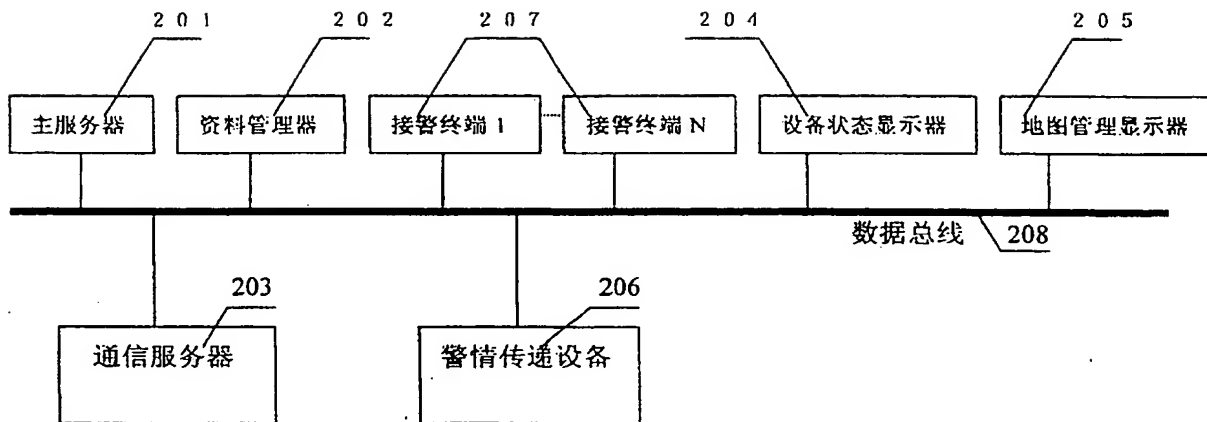 201 202 207 204 205
主服务器 资料管理器 接警终端 1 接警终端 N 设备状态显示器 地图管理显示器
数据总线 208
203 206
通信服务器 警情传递设备